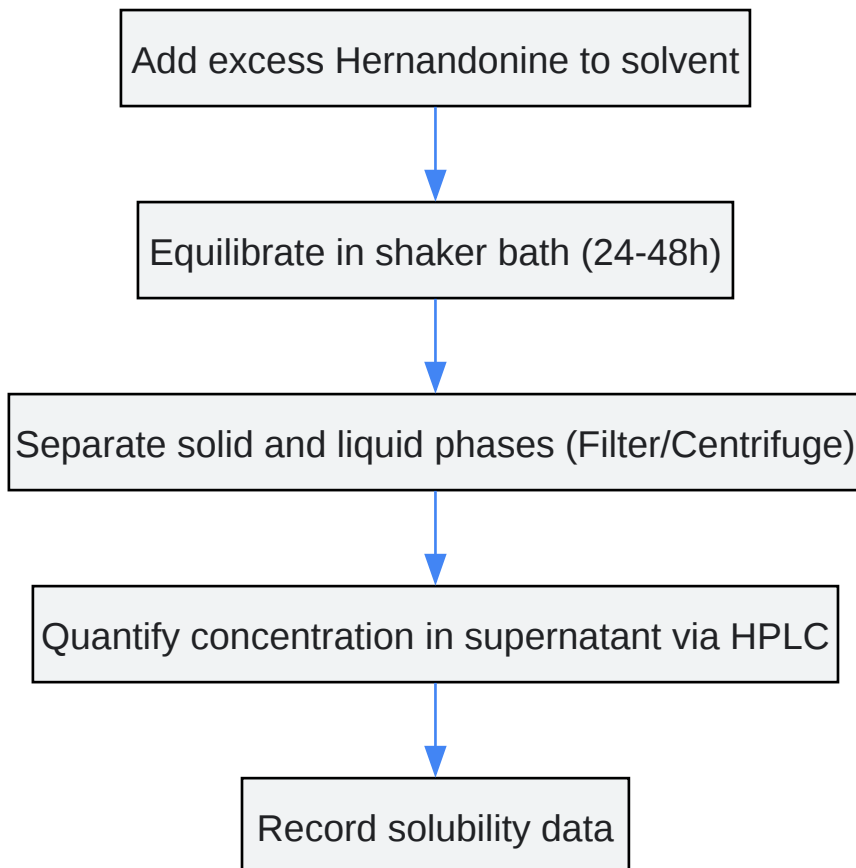 Add excess Hernandonine to solvent
Equilibrate in shaker bath (24-48h)
Separate solid and liquid phases (Filter/Centrifuge)
Quantify concentration in supernatant via HPLC
Record solubility data